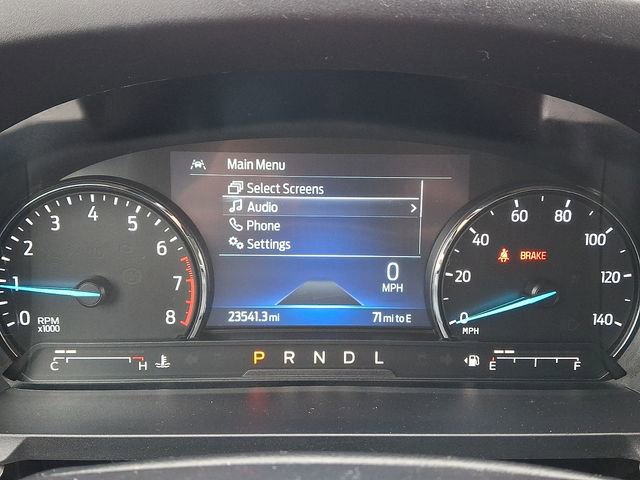 Main Menu
Select Screens
Audio >
Phone
Settings
0
MPH
23541.3 mi 71 mi to E
0 1 2 3 4 5 6 7 8
RPM
x1000
0 20 40 60 80 100 120 140
MPH
BRAKE
C H
P R N D L
E F